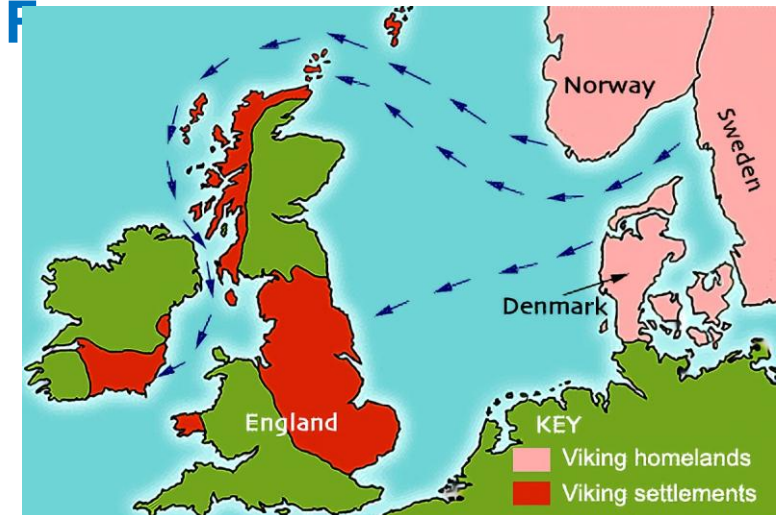 F
Norway
Sweden
Denmark
England
KEY
Viking homelands
Viking settlements